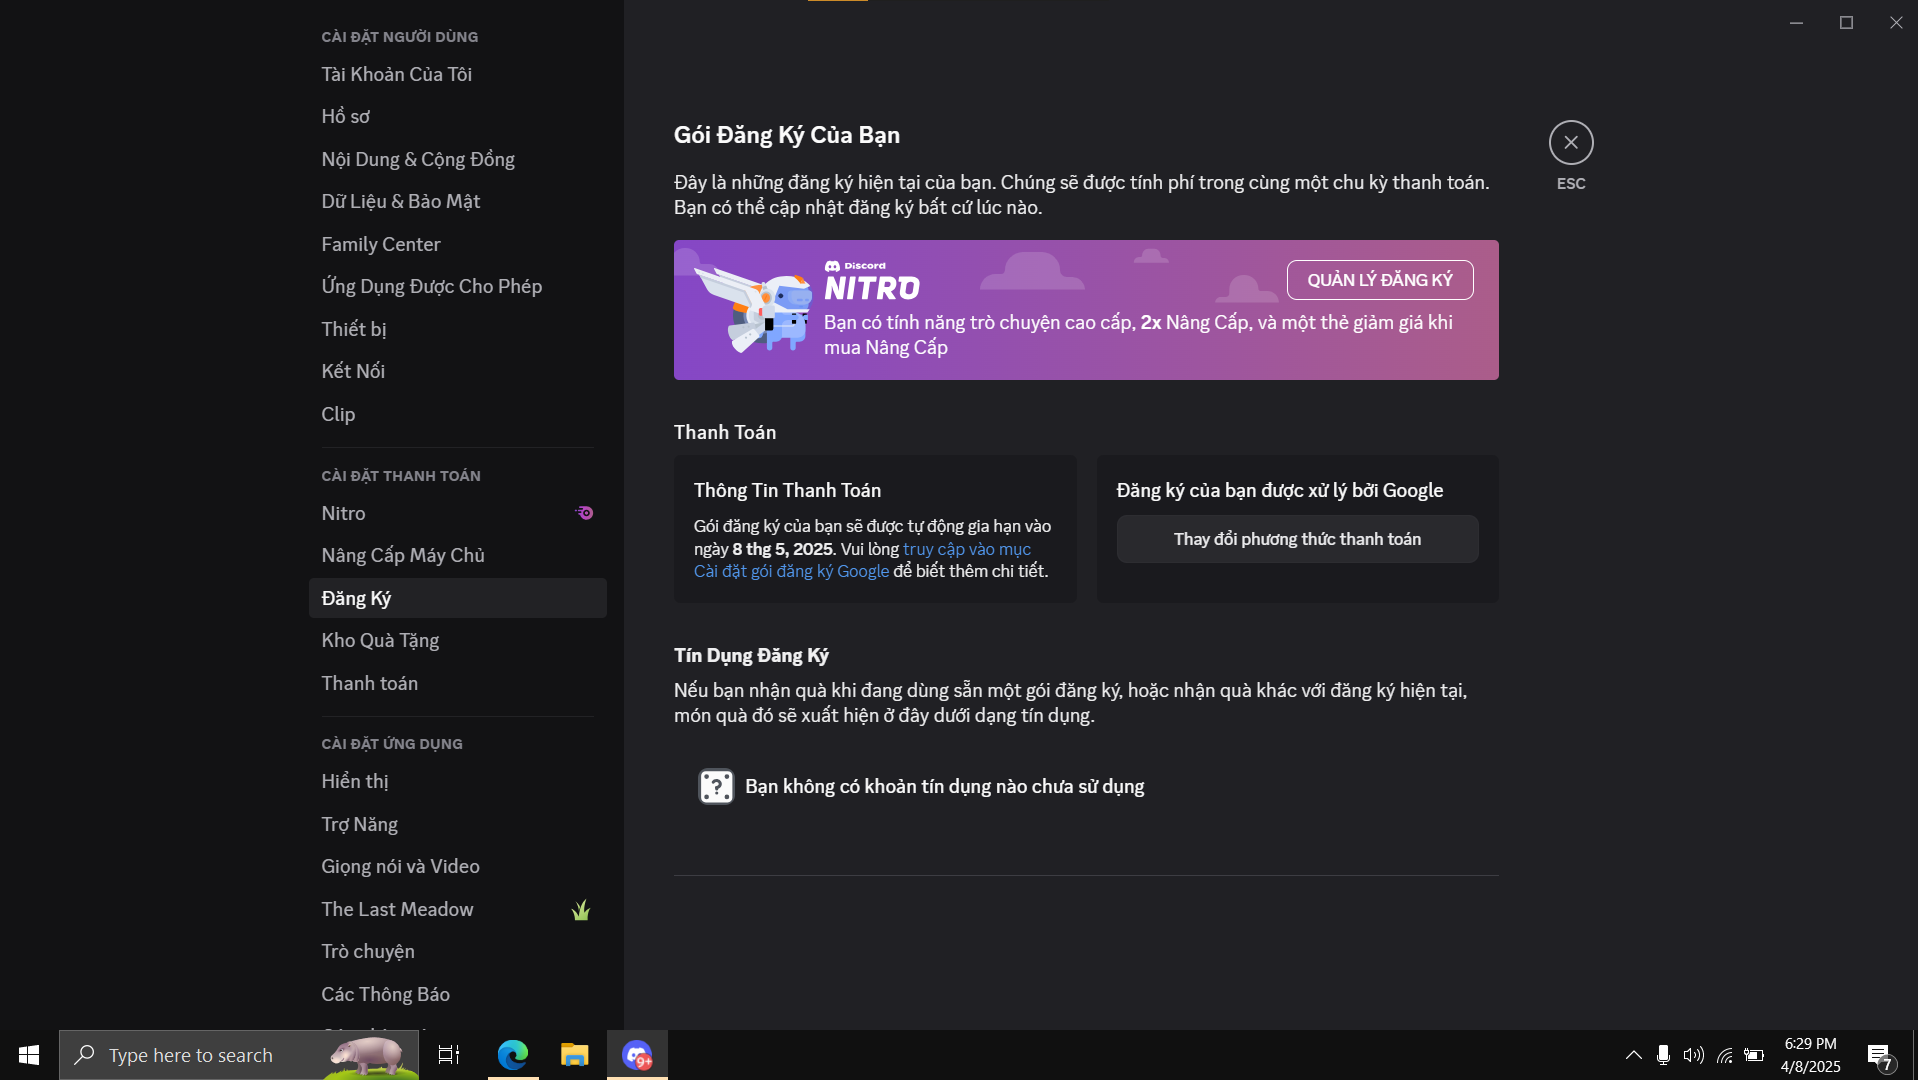 CÀI ĐẶT NGƯỜI DÙNG
Tài Khoản Của Tôi
Hồ sơ
Nội Dung & Cộng Đồng
Dữ Liệu & Bảo Mật
Family Center
Ứng Dụng Được Cho Phép
Thiết bị
Kết Nối
Clip
CÀI ĐẶT THANH TOÁN
Nitro
Nâng Cấp Máy Chủ
Đăng Ký
Kho Quà Tặng
Thanh toán
CÀI ĐẶT ỨNG DỤNG
Hiển thị
Trợ Năng
Giọng nói và Video
The Last Meadow
Trò chuyện
Các Thông Báo
Gói Đăng Ký Của Bạn
Đây là những đăng ký hiện tại của bạn. Chúng sẽ được tính phí trong cùng một chu kỳ thanh toán.
Bạn có thể cập nhật đăng ký bất cứ lúc nào.
ESC
Discord
NITRO
QUẢN LÝ ĐĂNG KÝ
Bạn có tính năng trò chuyện cao cấp, 2x Nâng Cấp, và một thẻ giảm giá khi
mua Nâng Cấp
Thanh Toán
Thông Tin Thanh Toán
Gói đăng ký của bạn sẽ được tự động gia hạn vào
ngày 8 thg 5, 2025. Vui lòng truy cập vào mục
Cài đặt gói đăng ký Google để biết thêm chi tiết.
Đăng ký của bạn được xử lý bởi Google
Thay đổi phương thức thanh toán
Tín Dụng Đăng Ký
Nếu bạn nhận quà khi đang dùng sẵn một gói đăng ký, hoặc nhận quà khác với đăng ký hiện tại,
món quà đó sẽ xuất hiện ở đây dưới dạng tín dụng.
?
Bạn không có khoản tín dụng nào chưa sử dụng
Type here to search
9+
6:29 PM
4/8/2025
7